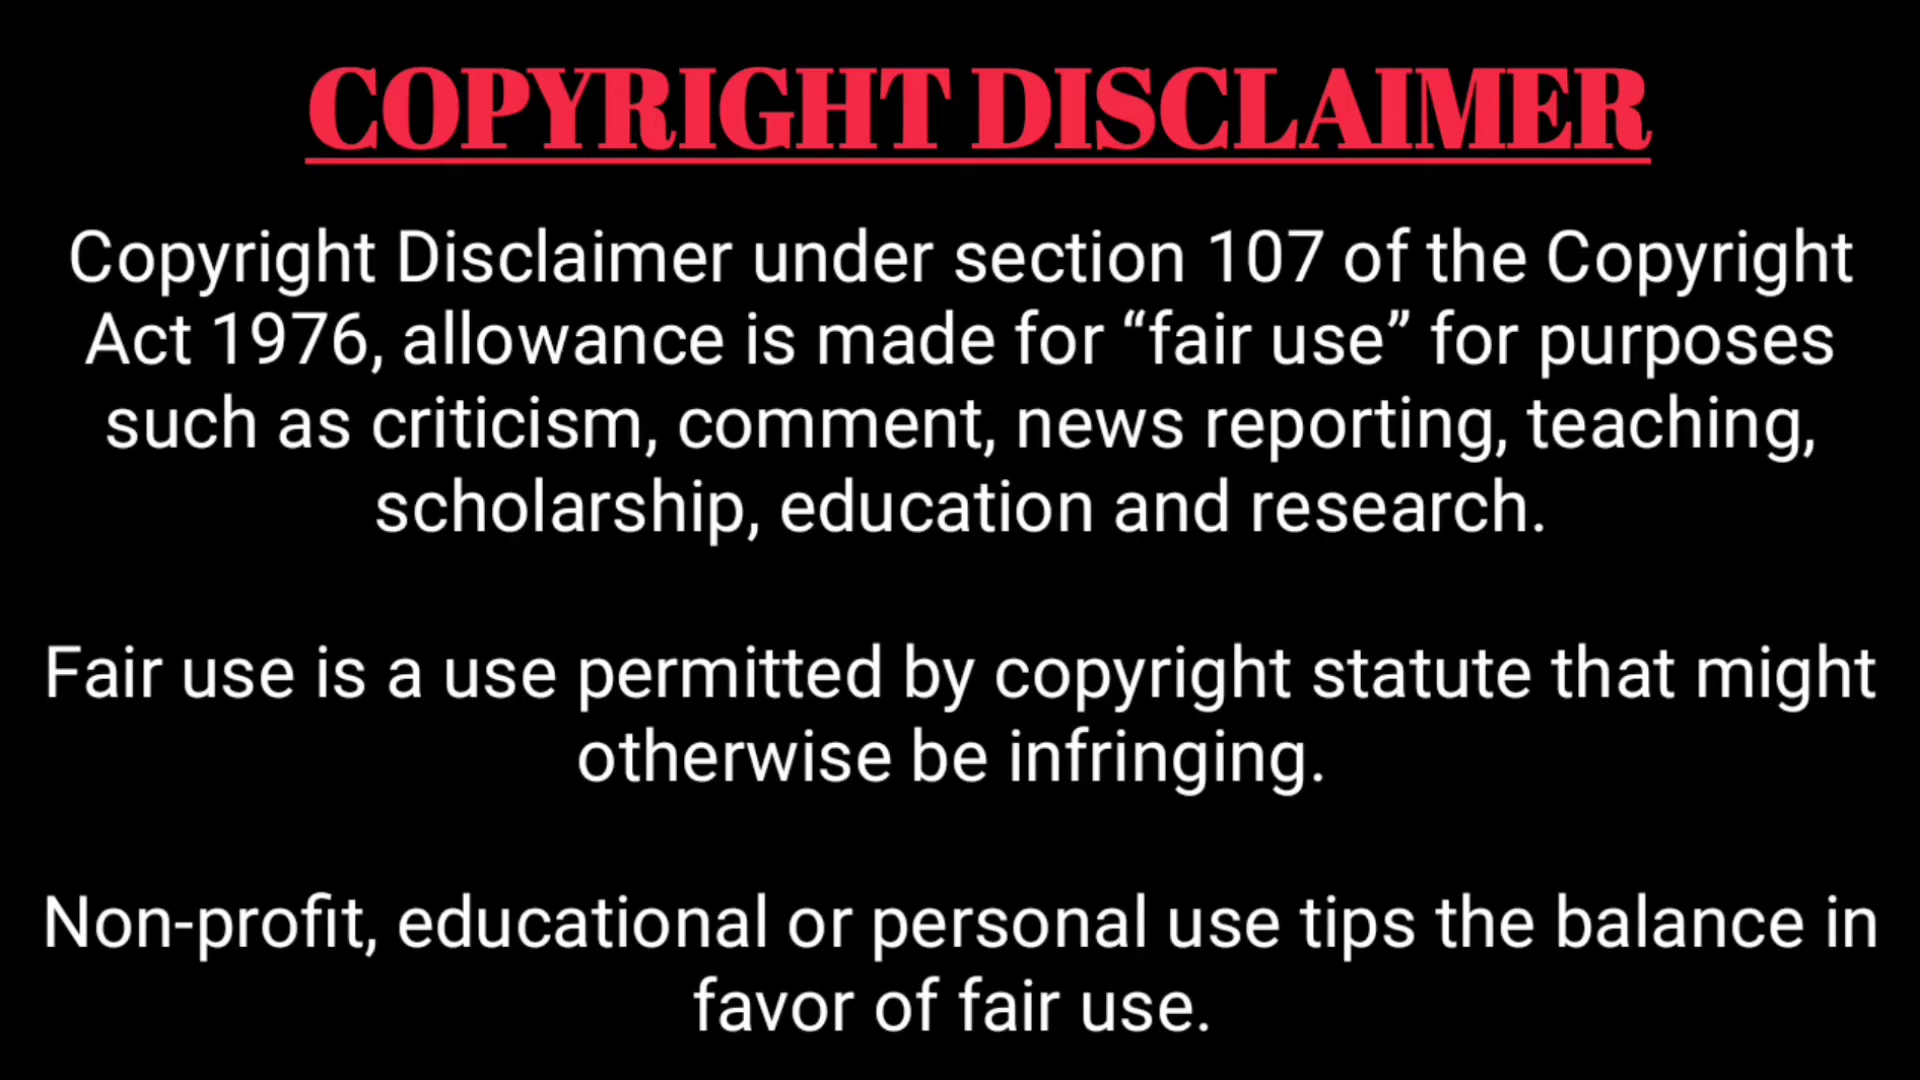 COPYRIGHT DISCLAIMER
Copyright Disclaimer under section 107 of the Copyright
Act 1976, allowance is made for “fair use” for purposes
such as criticism, comment, news reporting, teaching,
scholarship, education and research.
Fair use is a use permitted by copyright statute that might
otherwise be infringing.
Non-profit, educational or personal use tips the balance in
favor of fair use.